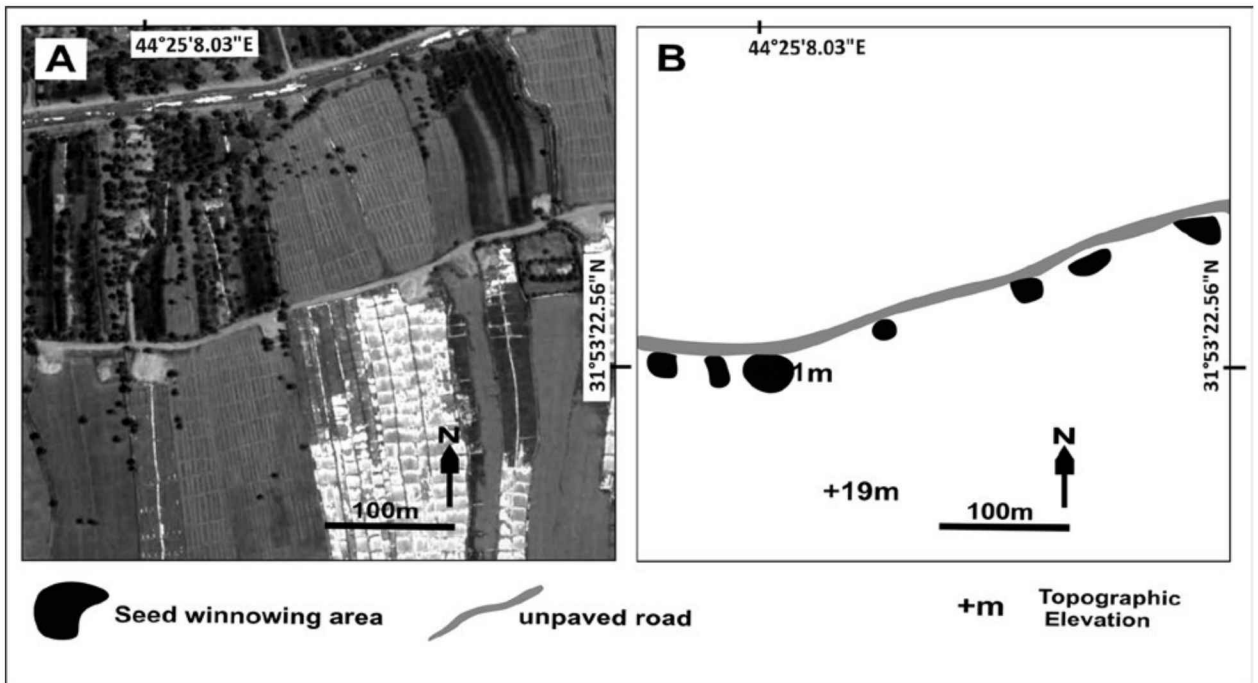 A
44°25'8.03"E
31°53'22.56"N
N
100m
B
44°25'8.03"E
31°53'22.56"N
1m
+19m
N
100m
Seed winnowing area
unpaved road
+m
Topographic
Elevation